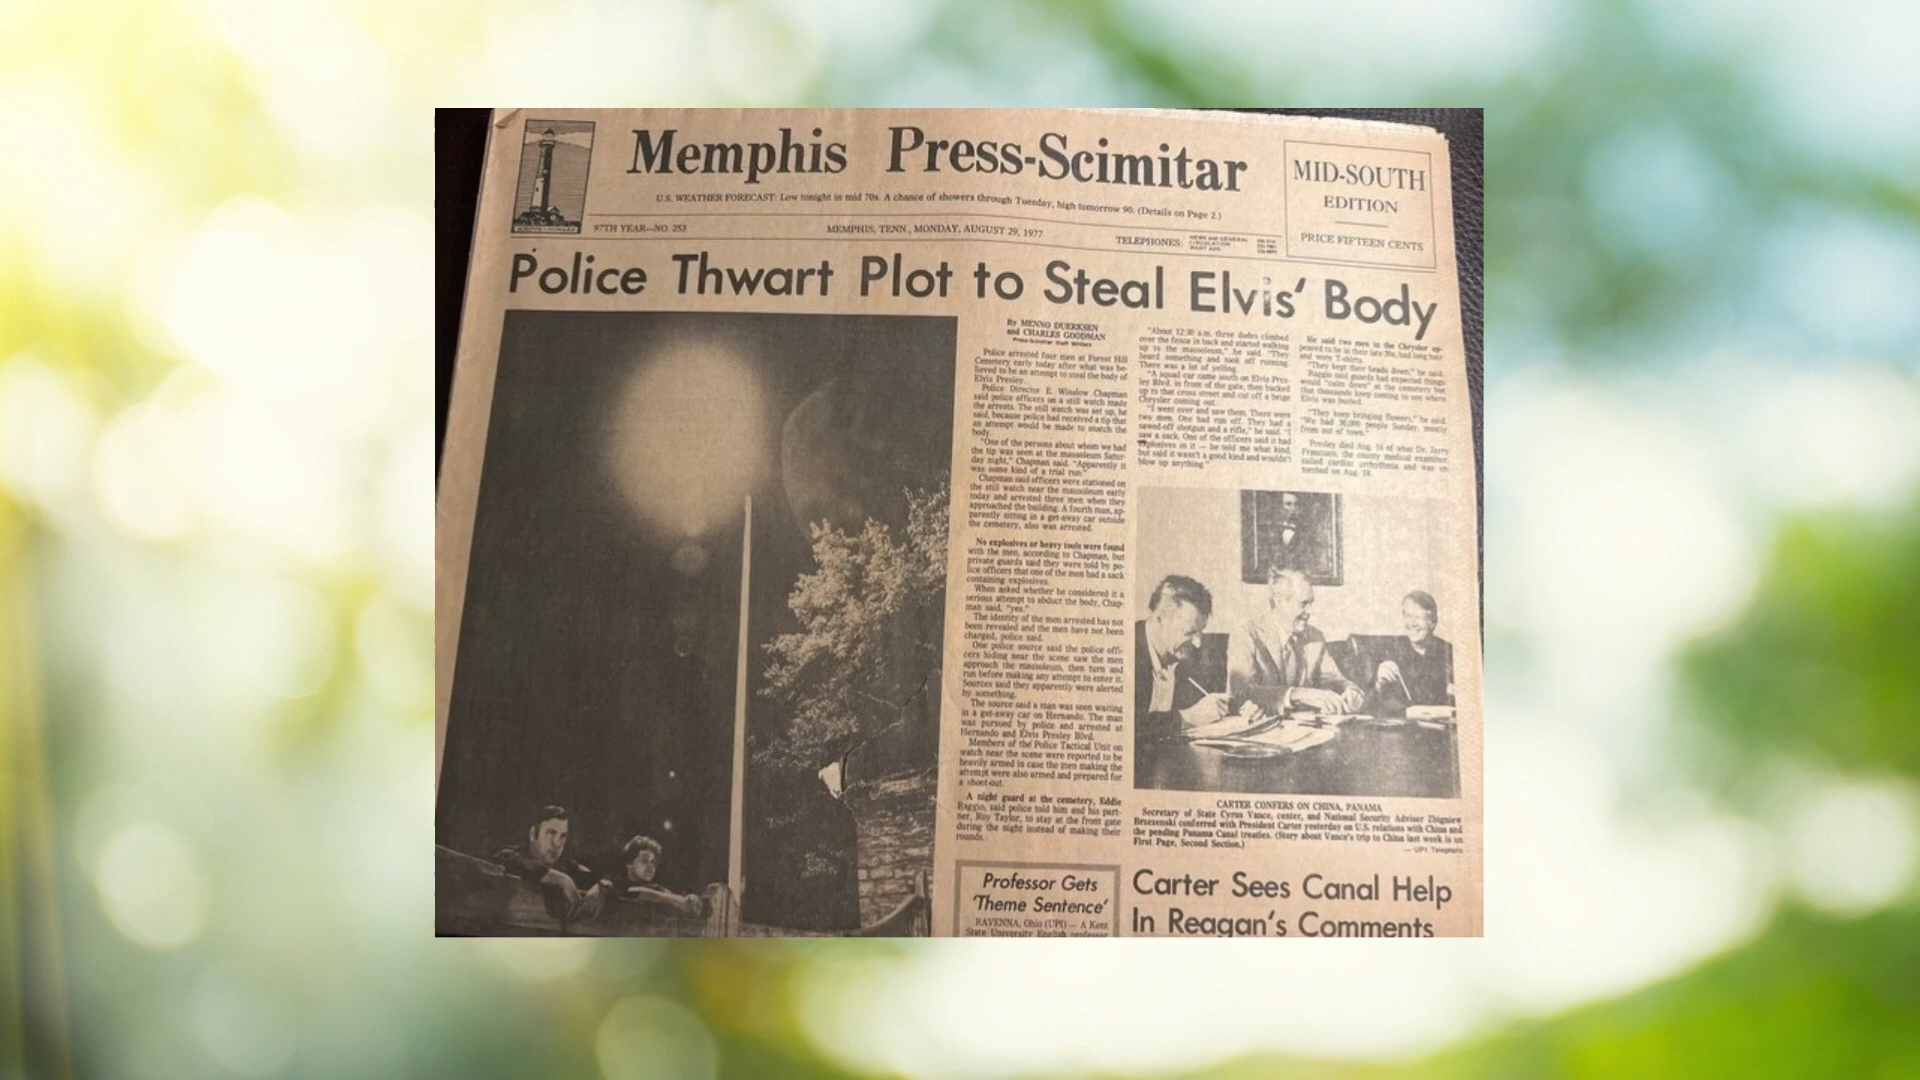 Memphis Press-Scimitar
U.S. WEATHER FORECAST: Low tonight in mid 70s. A chance of showers through Tuesday, high tomorrow 90. (Details on Page 2.)
MID-SOUTH
EDITION
PRICE FIFTEEN CENTS
97TH YEAR—NO. 253
MEMPHIS, TENN., MONDAY, AUGUST 29, 1977
TELEPHONES:
NEWS AND GENERAL
CIRCULATION
WANT ADS
Police Thwart Plot to Steal Elvis' Body
By MENNO DUERKSEN
and CHARLES GOODMAN
Press-Scimitar Staff Writers
Police arrested four men at Forest Hill
Cemetery early today after what was be-
lieved to be an attempt to steal the body of
Elvis Presley.
Police Director E. Winslow Chapman
said police officers on a still watch made
the arrests. The still watch was set up, he
said, because police had received a tip that
an attempt would be made to snatch the
body.
"One of the persons about whom we had
the tip was seen at the mausoleum Satur-
day night," Chapman said. "Apparently it
was some kind of a trial run."
Chapman said officers were stationed on
the still watch near the mausoleum early
today and arrested three men when they
approached the building. A fourth man, ap-
parently sitting in a get-away car outside
the cemetery, also was arrested.
No explosives or heavy tools were found
with the men, according to Chapman, but
private guards said they were told by po-
lice officers that one of the men had a sack
containing explosives.
When asked whether he considered it a
serious attempt to abduct the body, Chap-
man said, "yes."
The identity of the men arrested has not
been revealed and the men have not been
charged, police said.
One police source said the police offi-
cers hiding near the scene saw the men
approach the mausoleum, then turn and
run before making any attempt to enter it.
Sources said they apparently were alerted
by something.
The source said a man was seen waiting
in a get-away car on Hernando. The man
was pursued by police and arrested at
Hernando and Elvis Presley Blvd.
Members of the Police Tactical Unit on
watch near the scene were reported to be
heavily armed in case the men making the
attempt were also armed and prepared for
a shoot-out.
A night guard at the cemetery, Eddie
Raggio, said police told him and his part-
ner, Roy Taylor, to stay at the front gate
during the night instead of making their
rounds.
"About 12:30 a.m. three dudes climbed
over the fence in back and started walking
up to the mausoleum," he said. "They
heard something and took off running.
There was a lot of yelling.
"A squad car came south on Elvis Pres-
ley Blvd. in front of the gate, then backed
up to that cross street and cut off a beige
Chrysler coming out.
"I went over and saw them. There were
two men. One had run off. They had a
sawed-off shotgun and a rifle," he said. "I
saw a sack. One of the officers said it had
explosives in it — he told me what kind,
but said it wasn't a good kind and wouldn't
blow up anything."
He said two men in the Chrysler ap-
peared to be in their late 20s, had long hair
and wore T-shirts.
"They kept their heads down," he said.
Raggio said guards had expected things
would "calm down" at the cemetery but
that thousands keep coming to see where
Elvis was buried.
"They keep bringing flowers," he said.
"We had 30,000 people Sunday, mostly
from out of town."
Presley died Aug. 16 of what Dr. Jerry
Francisco, the county medical examiner,
called cardiac arrhythmia and was en-
tombed on Aug. 18.
CARTER CONFERS ON CHINA, PANAMA
Secretary of State Cyrus Vance, center, and National Security Adviser Zbigniew
Brzezenski conferred with President Carter yesterday on U.S. relations with China and
the pending Panama Canal treaties. (Story about Vance's trip to China last week is on
First Page, Second Section.)
— UPI Telephoto
Professor Gets
'Theme Sentence'
RAVENNA, Ohio (UPI) — A Kent
State University English professor
Carter Sees Canal Help
In Reagan's Comments